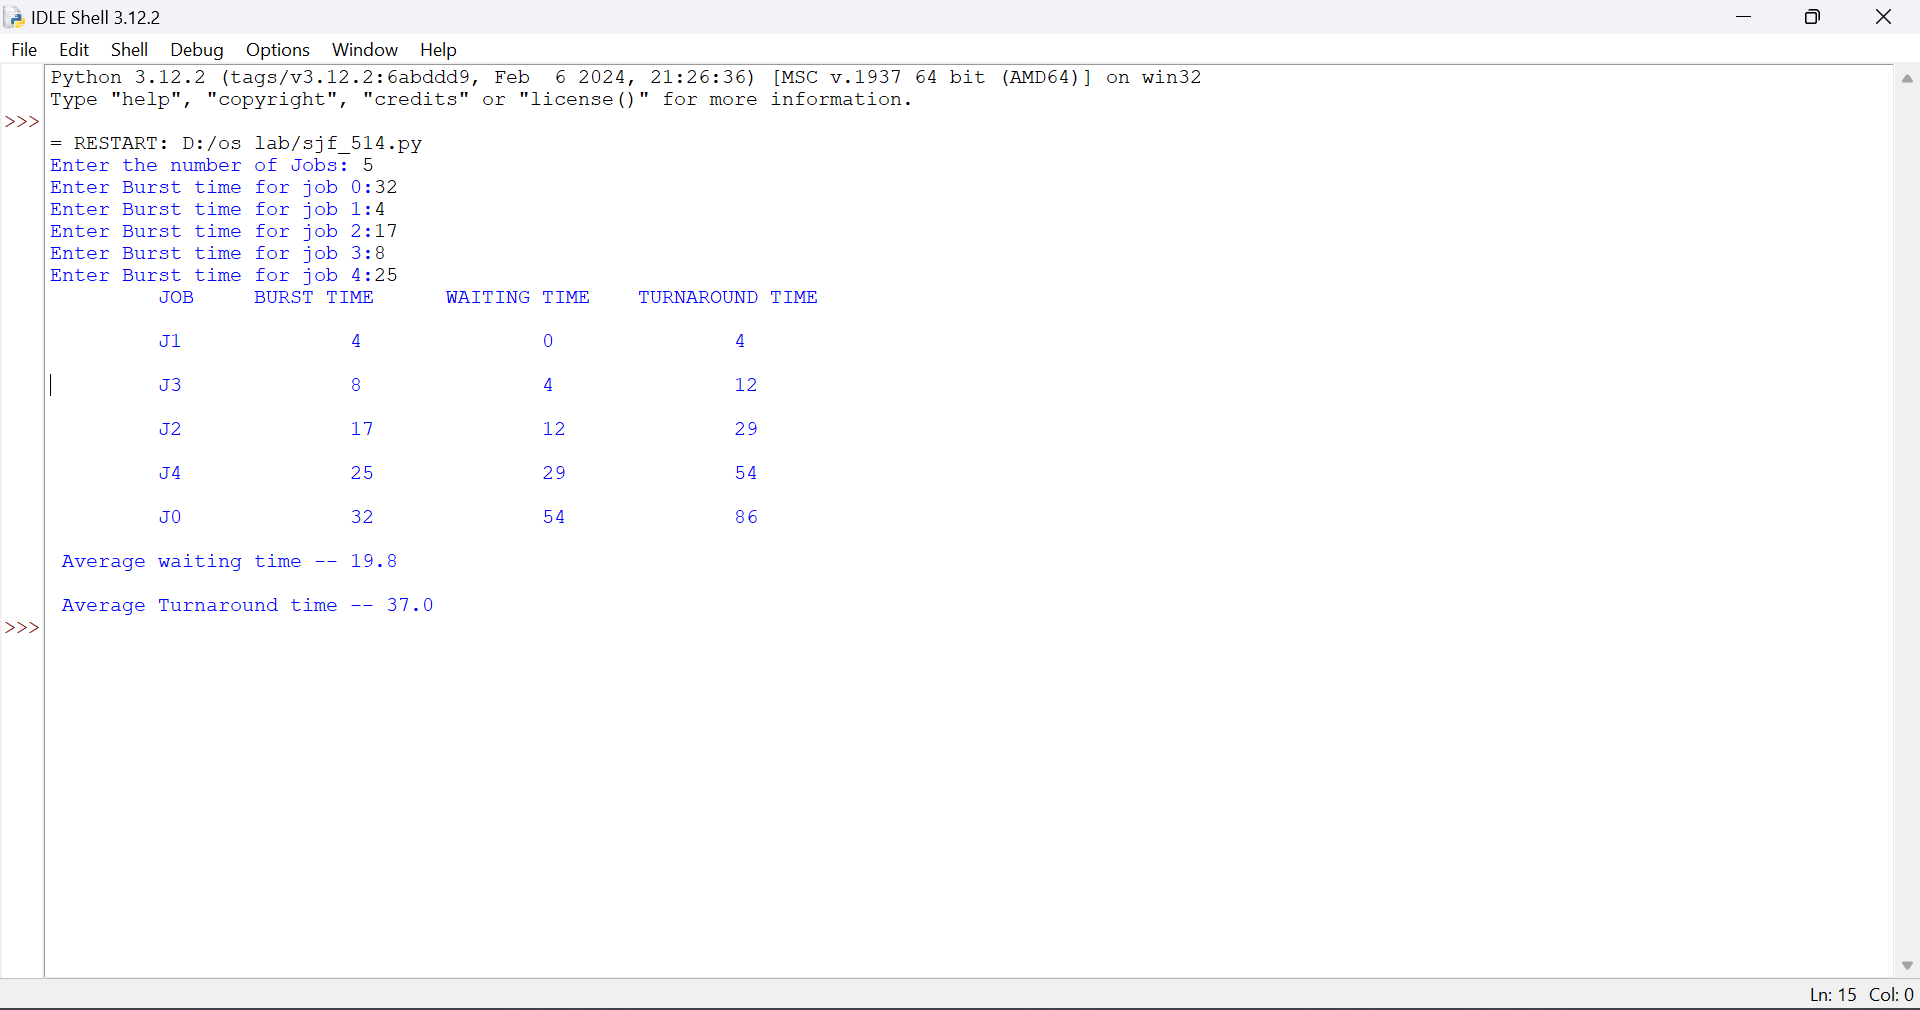 IDLE Shell 3.12.2
File Edit Shell Debug Options Window Help
Python 3.12.2 (tags/v3.12.2:6abddd9, Feb  6 2024, 21:26:36) [MSC v.1937 64 bit (AMD64)] on win32
Type "help", "copyright", "credits" or "license()" for more information.
>>>
= RESTART: D:/os lab/sjf_514.py
Enter the number of Jobs: 5
Enter Burst time for job 0:32
Enter Burst time for job 1:4
Enter Burst time for job 2:17
Enter Burst time for job 3:8
Enter Burst time for job 4:25
JOB BURST TIME WAITING TIME TURNAROUND TIME
J1 4 0 4
J3 8 4 12
J2 17 12 29
J4 25 29 54
J0 32 54 86
Average waiting time -- 19.8
Average Turnaround time -- 37.0
>>>
Ln: 15 Col: 0